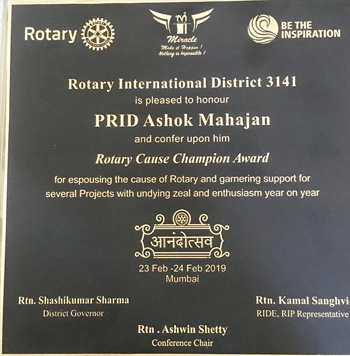 Rotary
Miracle
Make it Happen !
Nothing is Impossible !
BE THE
INSPIRATION
Rotary International District 3141
is pleased to honour
PRID Ashok Mahajan
and confer upon him
Rotary Cause Champion Award
for espousing the cause of Rotary and garnering support for
several Projects with undying zeal and enthusiasm year on year
आनंदोत्सव
23 Feb -24 Feb 2019
Mumbai
Rtn. Shashikumar Sharma
District Governor
Rtn. Kamal Sanghvi
RIDE, RIP Representative
Rtn . Ashwin Shetty
Conference Chair